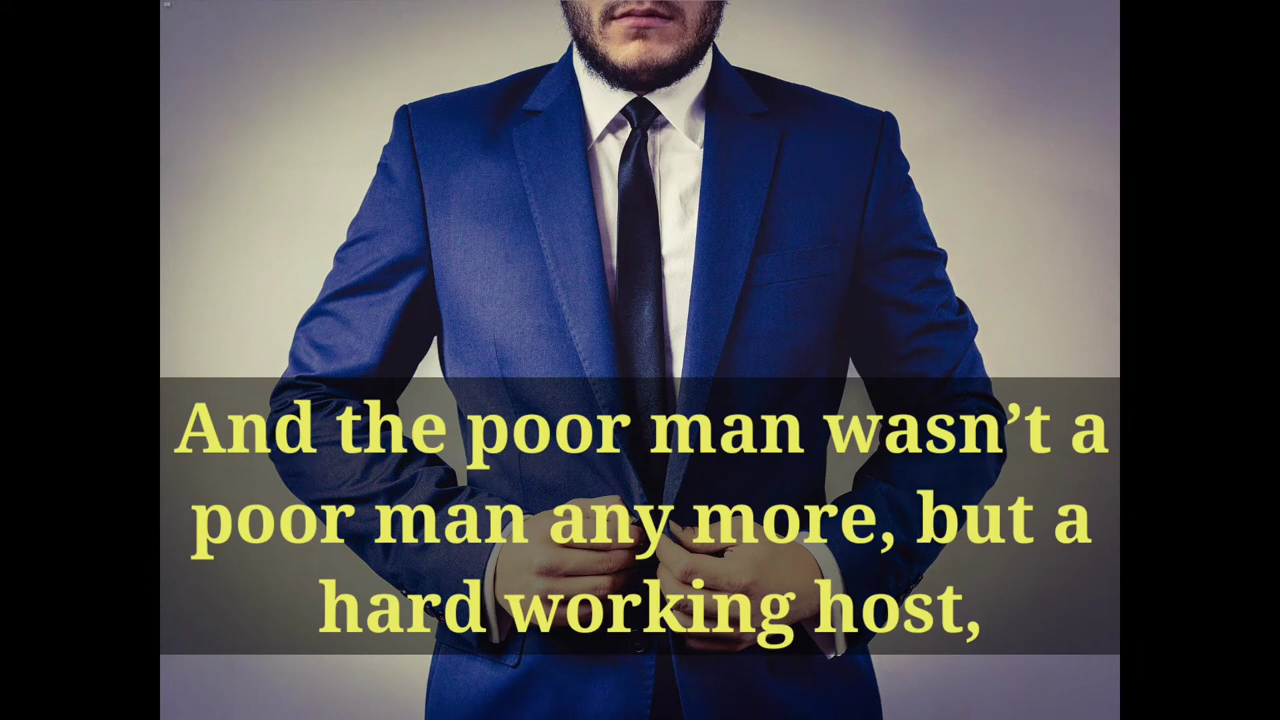 And the poor man wasn’t a
poor man any more, but a
hard working host,